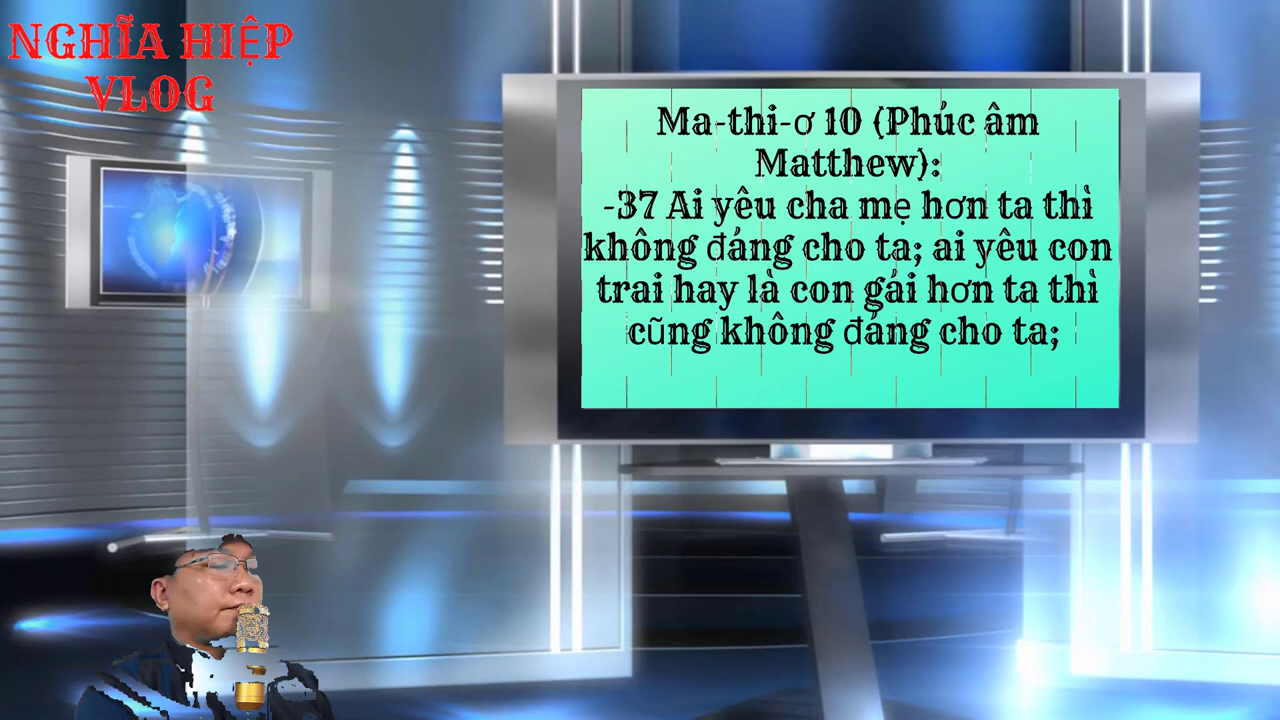 NGHĨA HIỆP
VLOG
Ma-thi-ơ 10 (Phúc âm
Matthew):
-37 Ai yêu cha mẹ hơn ta thì
không đáng cho ta; ai yêu con
trai hay là con gái hơn ta thì
cũng không đáng cho ta;